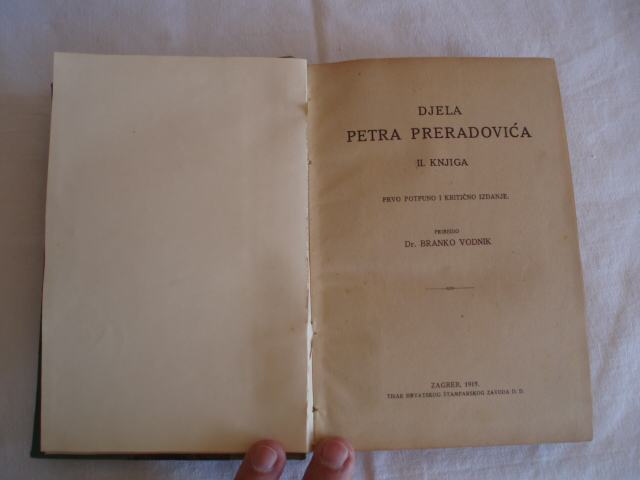 DJELA
PETRA PRERADOVIĆA
II. KNJIGA
PRVO POTPUNO I KRITIČNO IZDANJE.
PRIREDIO
Dr. BRANKO VODNIK
ZAGREB, 1919.
TISAK HRVATSKOG ŠTAMPARSKOG ZAVODA D. D.